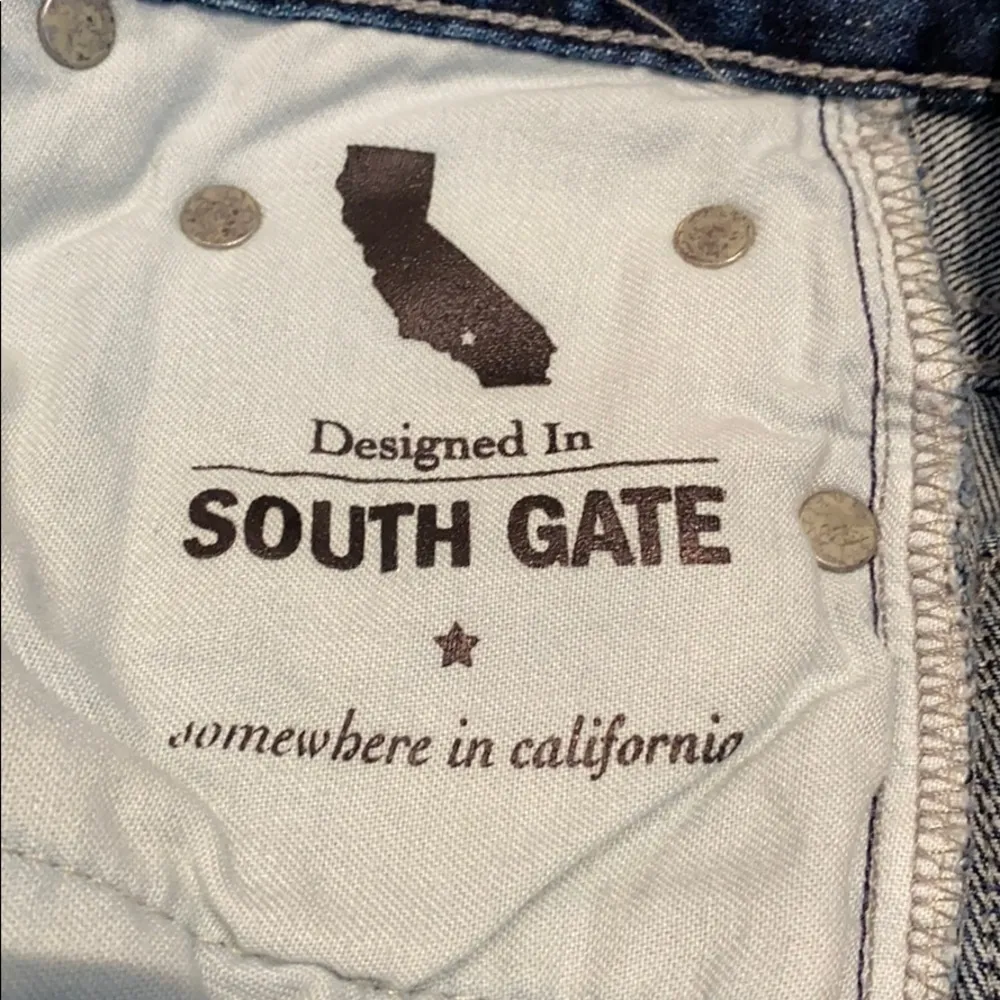 Designed In
SOUTH GATE
somewhere in california